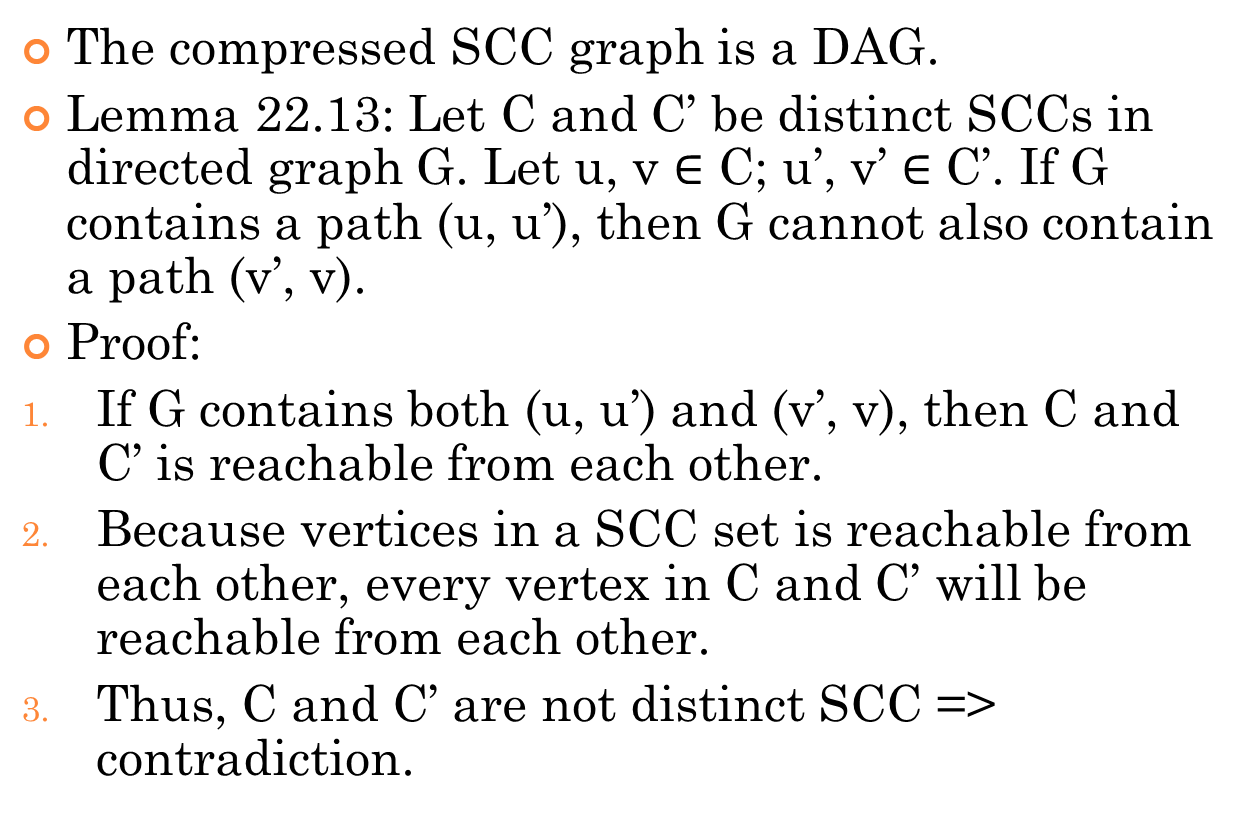 The compressed SCC graph is a DAG.
Lemma 22.13: Let C and C’ be distinct SCCs in
directed graph G. Let u, v ∈ C; u’, v’ ∈ C’. If G
contains a path (u, u’), then G cannot also contain
a path (v’, v).
Proof:
1. If G contains both (u, u’) and (v’, v), then C and
C’ is reachable from each other.
2. Because vertices in a SCC set is reachable from
each other, every vertex in C and C’ will be
reachable from each other.
3. Thus, C and C’ are not distinct SCC =>
contradiction.